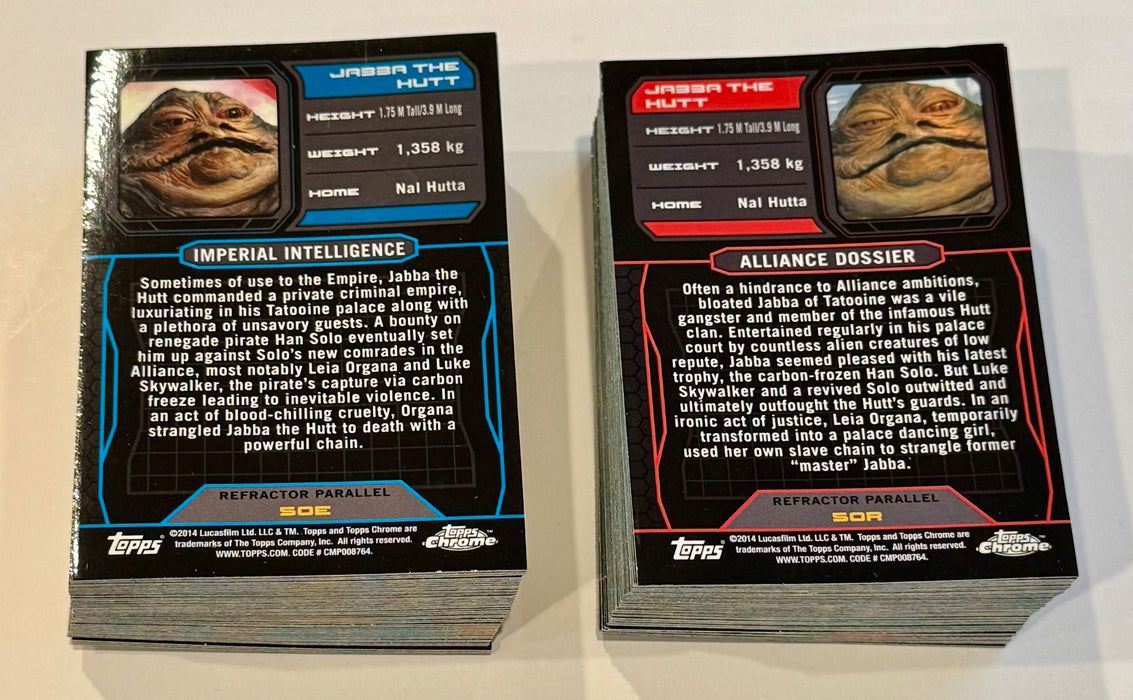 JABBA THE
HUTT
HEIGHT 1.75 M Tall/3.9 M Long
WEIGHT 1,358 kg
HOME Nal Hutta
IMPERIAL INTELLIGENCE
Sometimes of use to the Empire, Jabba the
Hutt commanded a private criminal empire,
luxuriating in his Tatooine palace along with
a plethora of unsavory guests. A bounty on
renegade pirate Han Solo eventually set
him up against Solo's new comrades in the
Alliance, most notably Leia Organa and Luke
Skywalker, the pirate's capture via carbon
freeze leading to inevitable violence. In
an act of blood-chilling cruelty, Organa
strangled Jabba the Hutt to death with a
powerful chain.
REFRACTOR PARALLEL
50E
Topps
©2014 Lucasfilm Ltd. LLC & TM. Topps and Topps Chrome are
trademarks of The Topps Company, Inc. All rights reserved.
WWW.TOPPS.COM. CODE # CMP008764.
Topps
Chrome™
JABBA THE
HUTT
HEIGHT 1.75 M Tall/3.9 M Long
WEIGHT 1,358 kg
HOME Nal Hutta
ALLIANCE DOSSIER
Often a hindrance to Alliance ambitions,
bloated Jabba of Tatooine was a vile
gangster and member of the infamous Hutt
clan. Entertained regularly in his palace
court by countless alien creatures of low
repute, Jabba seemed pleased with his latest
trophy, the carbon-frozen Han Solo. But Luke
Skywalker and a revived Solo outwitted and
ultimately outfought the Hutt's guards. In an
ironic act of justice, Leia Organa, temporarily
transformed into a palace dancing girl,
used her own slave chain to strangle former
"master" Jabba.
REFRACTOR PARALLEL
50R
Topps
©2014 Lucasfilm Ltd. LLC & TM. Topps and Topps Chrome are
trademarks of The Topps Company, Inc. All rights reserved.
WWW.TOPPS.COM. CODE # CMP008764.
Topps
Chrome™